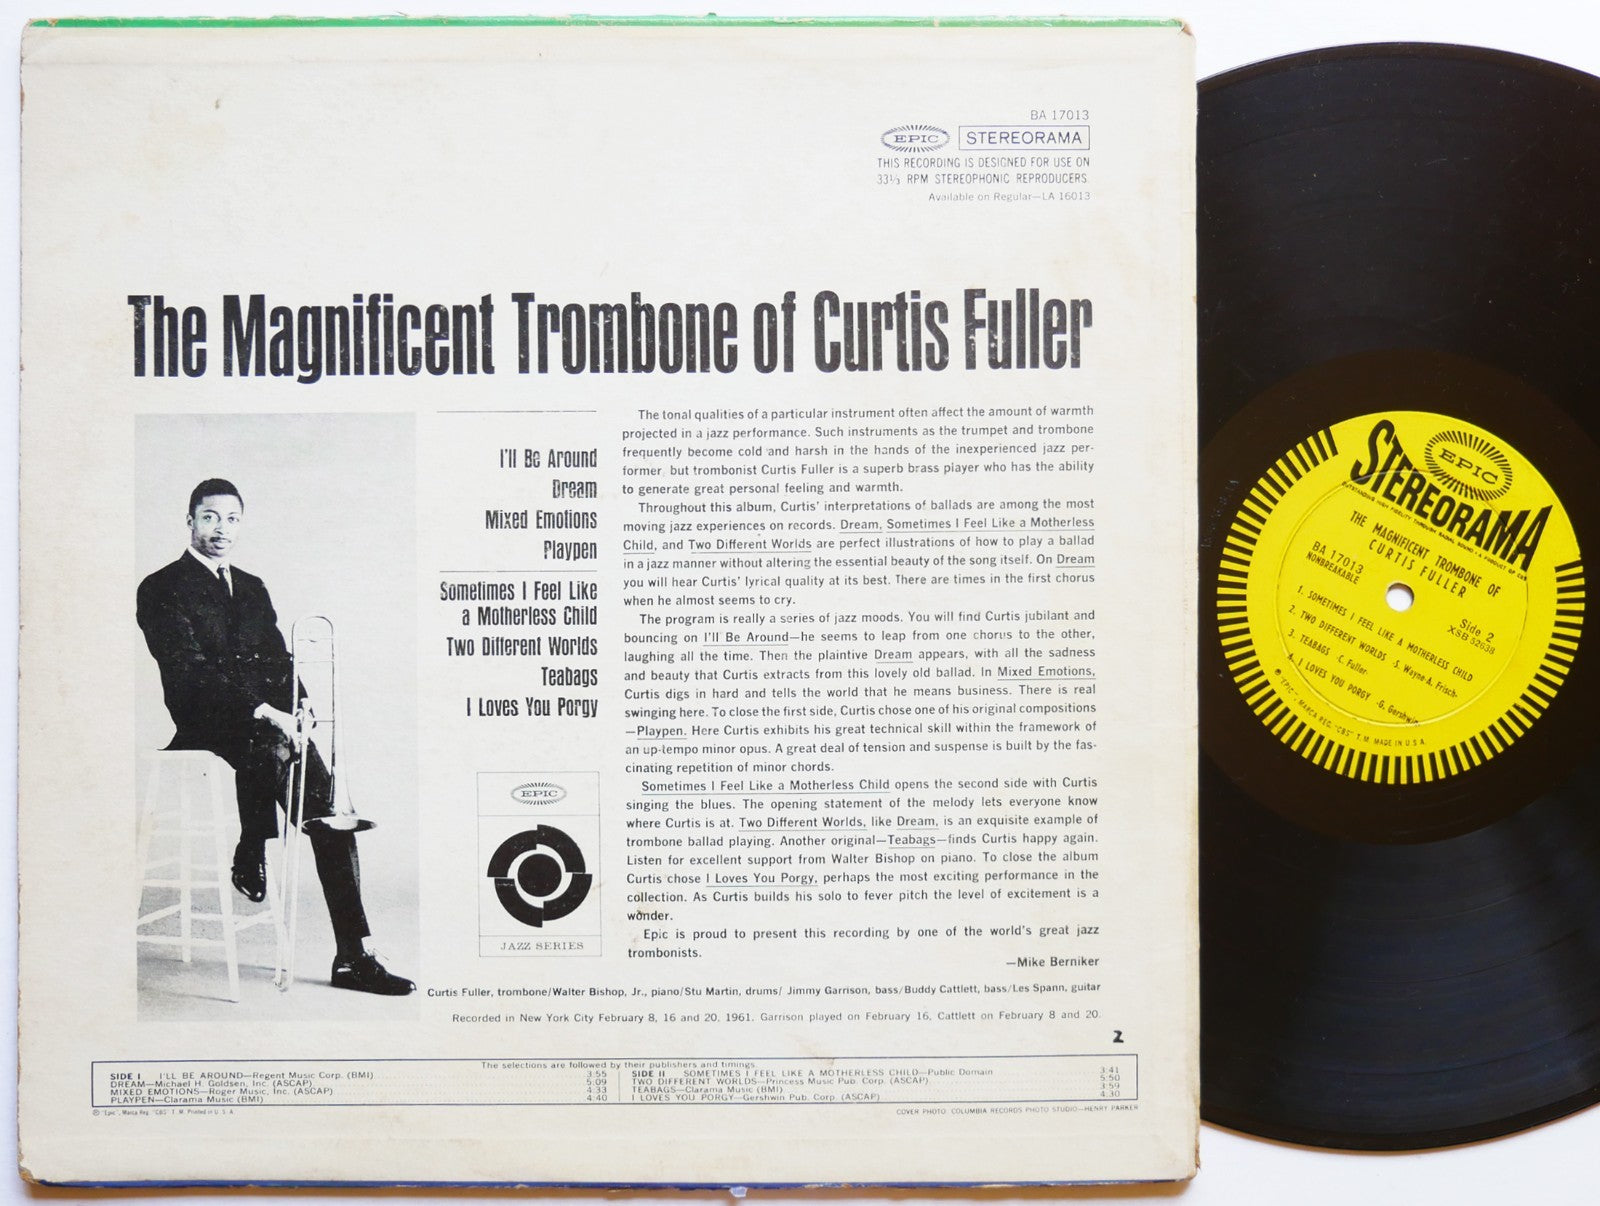 BA 17013
EPIC STEREORAMA
THIS RECORDING IS DESIGNED FOR USE ON
33⅓ RPM STEREOPHONIC REPRODUCERS.
Available on Regular—LA 16013
The Magnificent Trombone of Curtis Fuller
I'll Be Around
Dream
Mixed Emotions
Playpen
Sometimes I Feel Like
a Motherless Child
Two Different Worlds
Teabags
I Loves You Porgy
EPIC
JAZZ SERIES
The tonal qualities of a particular instrument often affect the amount of warmth
projected in a jazz performance. Such instruments as the trumpet and trombone
frequently become cold and harsh in the hands of the inexperienced jazz per-
former, but trombonist Curtis Fuller is a superb brass player who has the ability
to generate great personal feeling and warmth.
Throughout this album, Curtis' interpretations of ballads are among the most
moving jazz experiences on records. Dream, Sometimes I Feel Like a Motherless
Child, and Two Different Worlds are perfect illustrations of how to play a ballad
in a jazz manner without altering the essential beauty of the song itself. On Dream
you will hear Curtis' lyrical quality at its best. There are times in the first chorus
when he almost seems to cry.
The program is really a series of jazz moods. You will find Curtis jubilant and
bouncing on I'll Be Around—he seems to leap from one chorus to the other,
laughing all the time. Then the plaintive Dream appears, with all the sadness
and beauty that Curtis extracts from this lovely old ballad. In Mixed Emotions,
Curtis digs in hard and tells the world that he means business. There is real
swinging here. To close the first side, Curtis chose one of his original compositions
—Playpen. Here Curtis exhibits his great technical skill within the framework of
an up-tempo minor opus. A great deal of tension and suspense is built by the fas-
cinating repetition of minor chords.
Sometimes I Feel Like a Motherless Child opens the second side with Curtis
singing the blues. The opening statement of the melody lets everyone know
where Curtis is at. Two Different Worlds, like Dream, is an exquisite example of
trombone ballad playing. Another original—Teabags—finds Curtis happy again.
Listen for excellent support from Walter Bishop on piano. To close the album
Curtis chose I Loves You Porgy, perhaps the most exciting performance in the
collection. As Curtis builds his solo to fever pitch the level of excitement is a
wonder.
Epic is proud to present this recording by one of the world's great jazz
trombonists.
—Mike Berniker
Curtis Fuller, trombone/Walter Bishop, Jr., piano/Stu Martin, drums/ Jimmy Garrison, bass/Buddy Cattlett, bass/Les Spann, guitar
Recorded in New York City February 8, 16 and 20, 1961. Garrison played on February 16, Cattlett on February 8 and 20.
2
The selections are followed by their publishers and timings
SIDE I I'LL BE AROUND—Regent Music Corp. (BMI) 3:55
DREAM—Michael H. Goldsen, Inc. (ASCAP) 5:09
MIXED EMOTIONS—Roger Music, Inc. (ASCAP) 4:33
PLAYPEN—Clarama Music (BMI) 4:40
SIDE II SOMETIMES I FEEL LIKE A MOTHERLESS CHILD—Public Domain 3:41
TWO DIFFERENT WORLDS—Princess Music Pub. Corp. (ASCAP) 5:50
TEABAGS—Clarama Music (BMI) 3:59
I LOVES YOU PORGY—Gershwin Pub. Corp. (ASCAP) 4:30
© "Epic", Marca Reg. "CBS" T. M. Printed in U. S. A.
COVER PHOTO: COLUMBIA RECORDS PHOTO STUDIO—HENRY PARKER
EPIC
STEREORAMA
OUTSTANDING HIGH FIDELITY THROUGH RADIAL SOUND • A PRODUCT OF CBS
THE MAGNIFICENT TROMBONE OF
CURTIS FULLER
BA 17013
NONBREAKABLE
Side 2
XSB 52638
1. SOMETIMES I FEEL LIKE A MOTHERLESS CHILD
2. TWO DIFFERENT WORLDS -S. Wayne-A. Frisch-
3. TEABAGS -C. Fuller-
4. I LOVES YOU PORGY -G. Gershwin-
® "EPIC", MARCA REG. "CBS" T.M. MADE IN U.S.A.